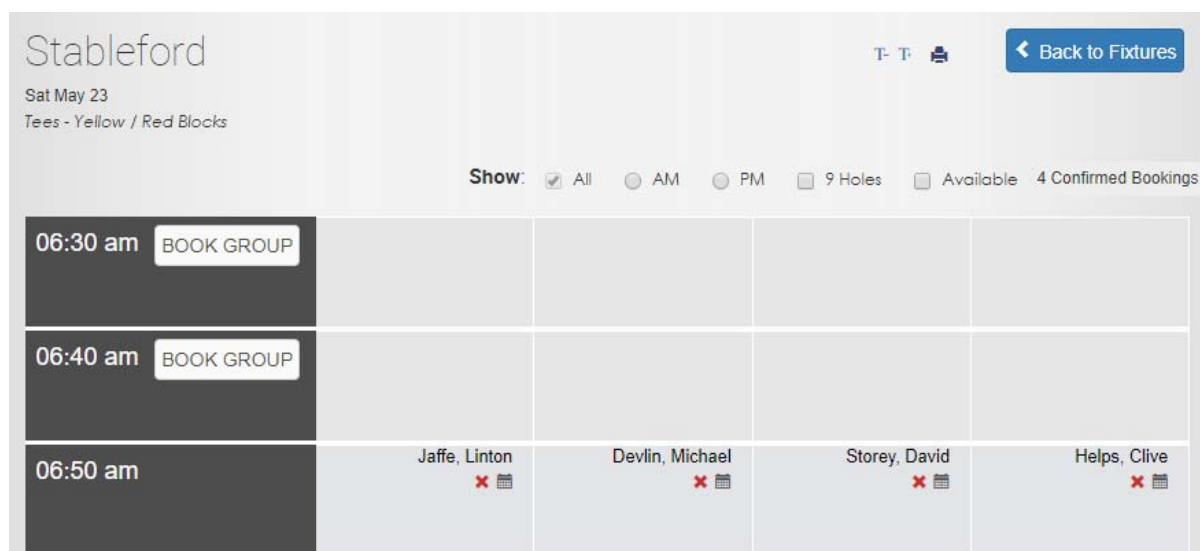 Stableford
T- T+
Back to Fixtures
Sat May 23
Tees - Yellow / Red Blocks
Show: All AM PM 9 Holes Available 4 Confirmed Bookings
06:30 am BOOK GROUP
06:40 am BOOK GROUP
06:50 am
Jaffe, Linton
Devlin, Michael
Storey, David
Helps, Clive